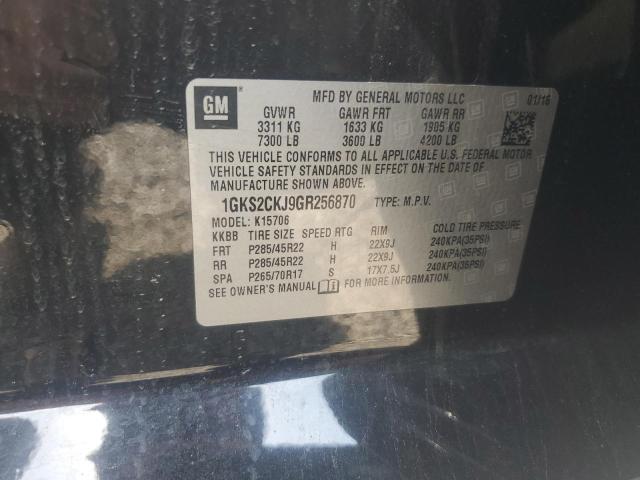 GM
MFD BY GENERAL MOTORS LLC 01/16
GVWR GAWR FRT GAWR RR
3311 KG 1633 KG 1905 KG
7300 LB 3600 LB 4200 LB
THIS VEHICLE CONFORMS TO ALL APPLICABLE U.S. FEDERAL MOTOR
VEHICLE SAFETY STANDARDS IN EFFECT ON THE DATE OF
MANUFACTURE SHOWN ABOVE.
1GKS2CKJ9GR256870 TYPE: M.P.V.
MODEL: K15706
KKBB TIRE SIZE SPEED RTG RIM COLD TIRE PRESSURE
FRT P285/45R22 H 22X9J 240KPA(35PSI)
RR P285/45R22 H 22X9J 240KPA(35PSI)
SPA P265/70R17 S 17X7.5J 240KPA(35PSI)
SEE OWNER'S MANUAL FOR MORE INFORMATION.